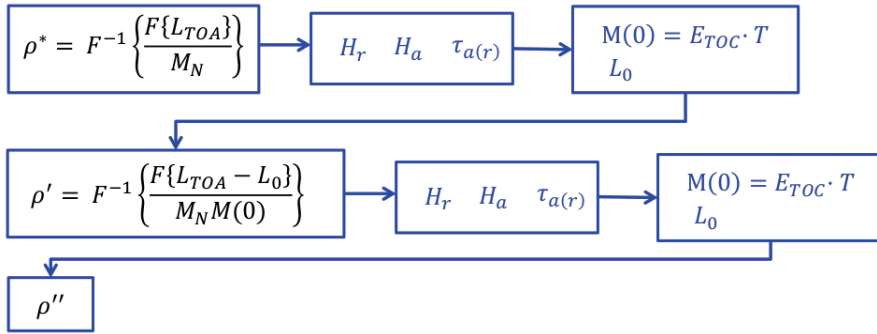 ρ* = F⁻¹ { F{L_TOA} / M_N }
H_r H_a τ_a(r)
M(0) = E_TOC · T
L_0
ρ′ = F⁻¹ { F{L_TOA − L_0} / M_N M(0) }
H_r H_a τ_a(r)
M(0) = E_TOC · T
L_0
ρ′′